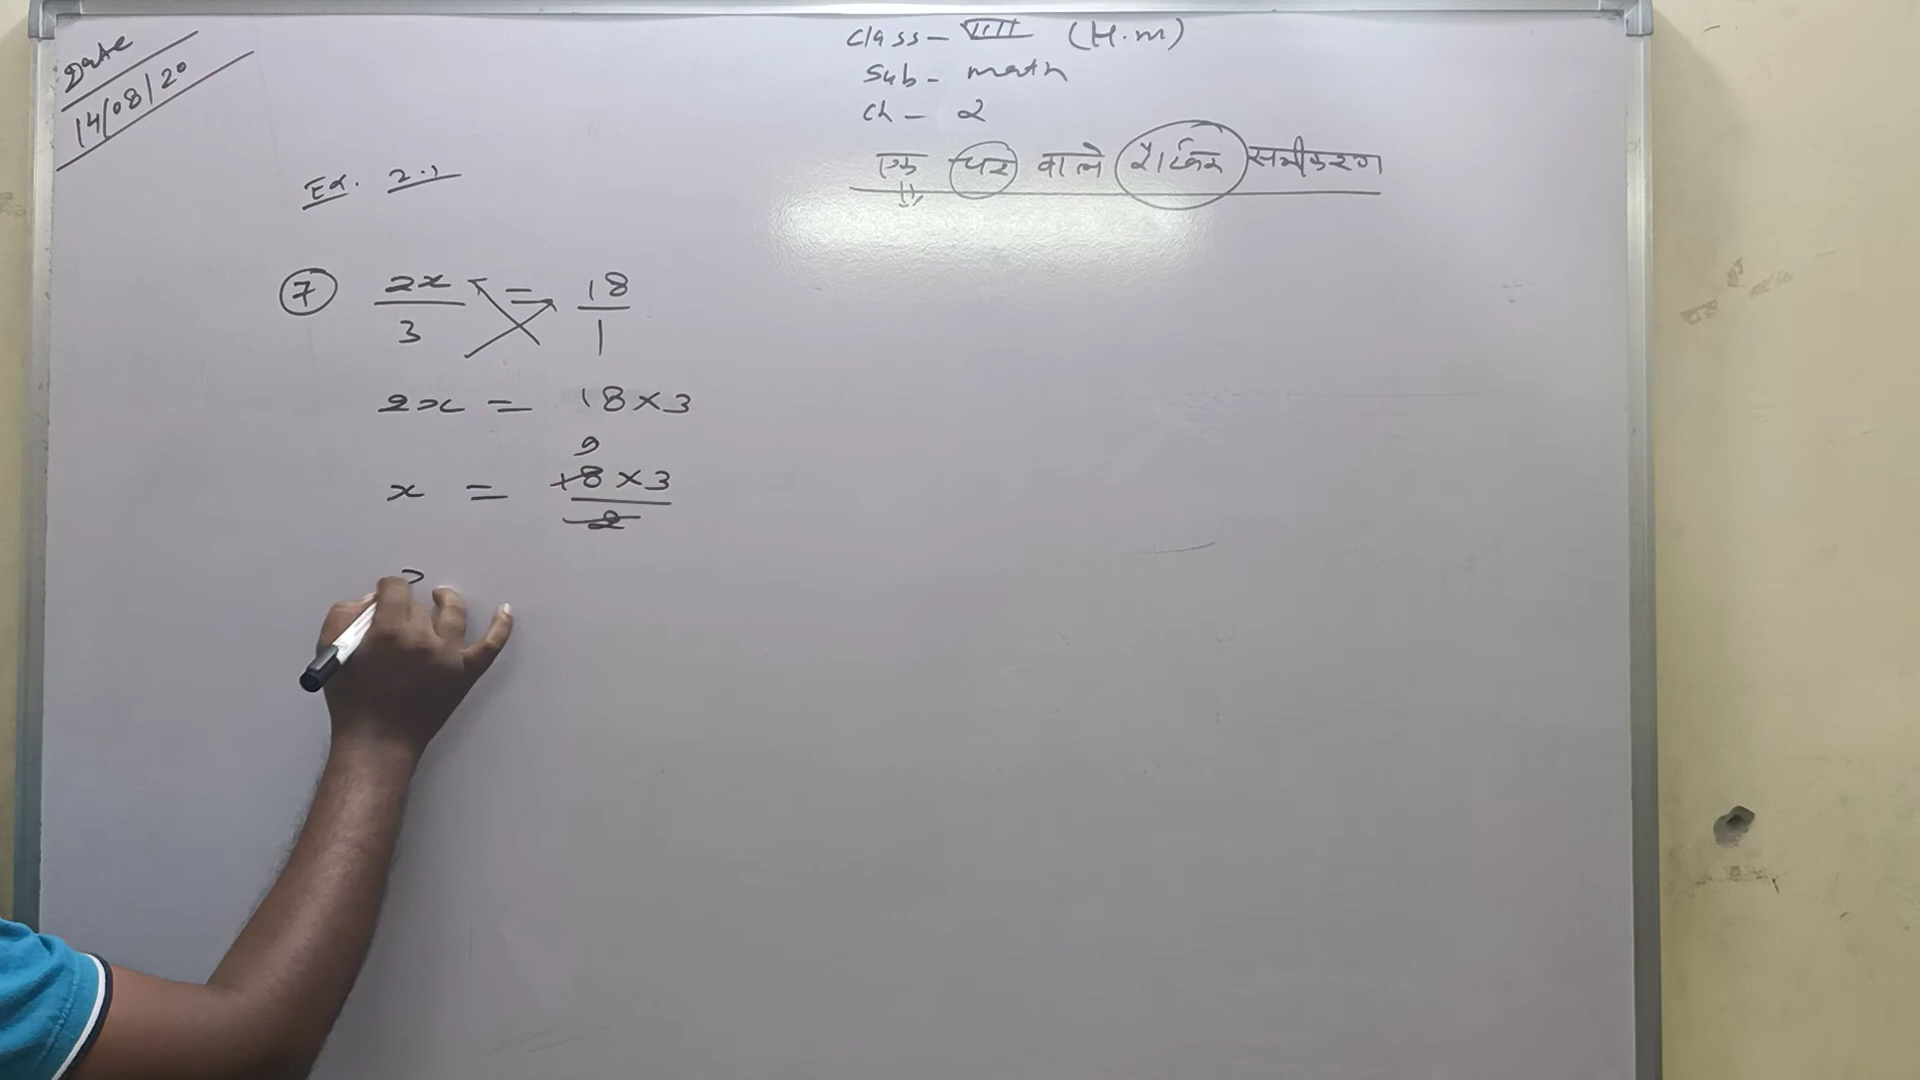 Date
14/08/20
Class - VIII (H.M)
Sub - math
Ch - 2
एक चर वाले रैखिक समीकरण
Ex. 2.1
7 2x/3 = 18/1
2x = 18×3
9
x = 18×3/2